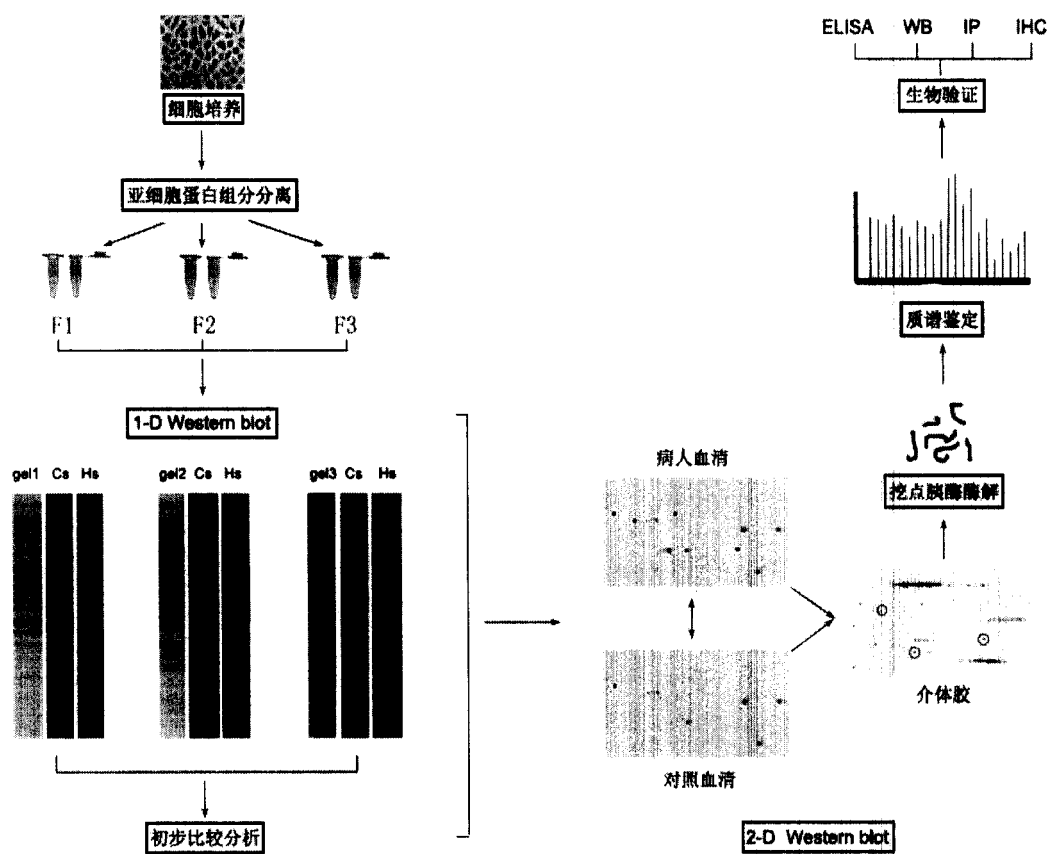 细胞培养
亚细胞蛋白组分分离
F1 F2 F3
1-D Western blot
gel1 Cs Hs gel2 Cs Hs gel3 Cs Hs
初步比较分析
病人血清
对照血清
2-D Western blot
介体胶
挖点胰酶酶解
质谱鉴定
生物验证
ELISA WB IP IHC